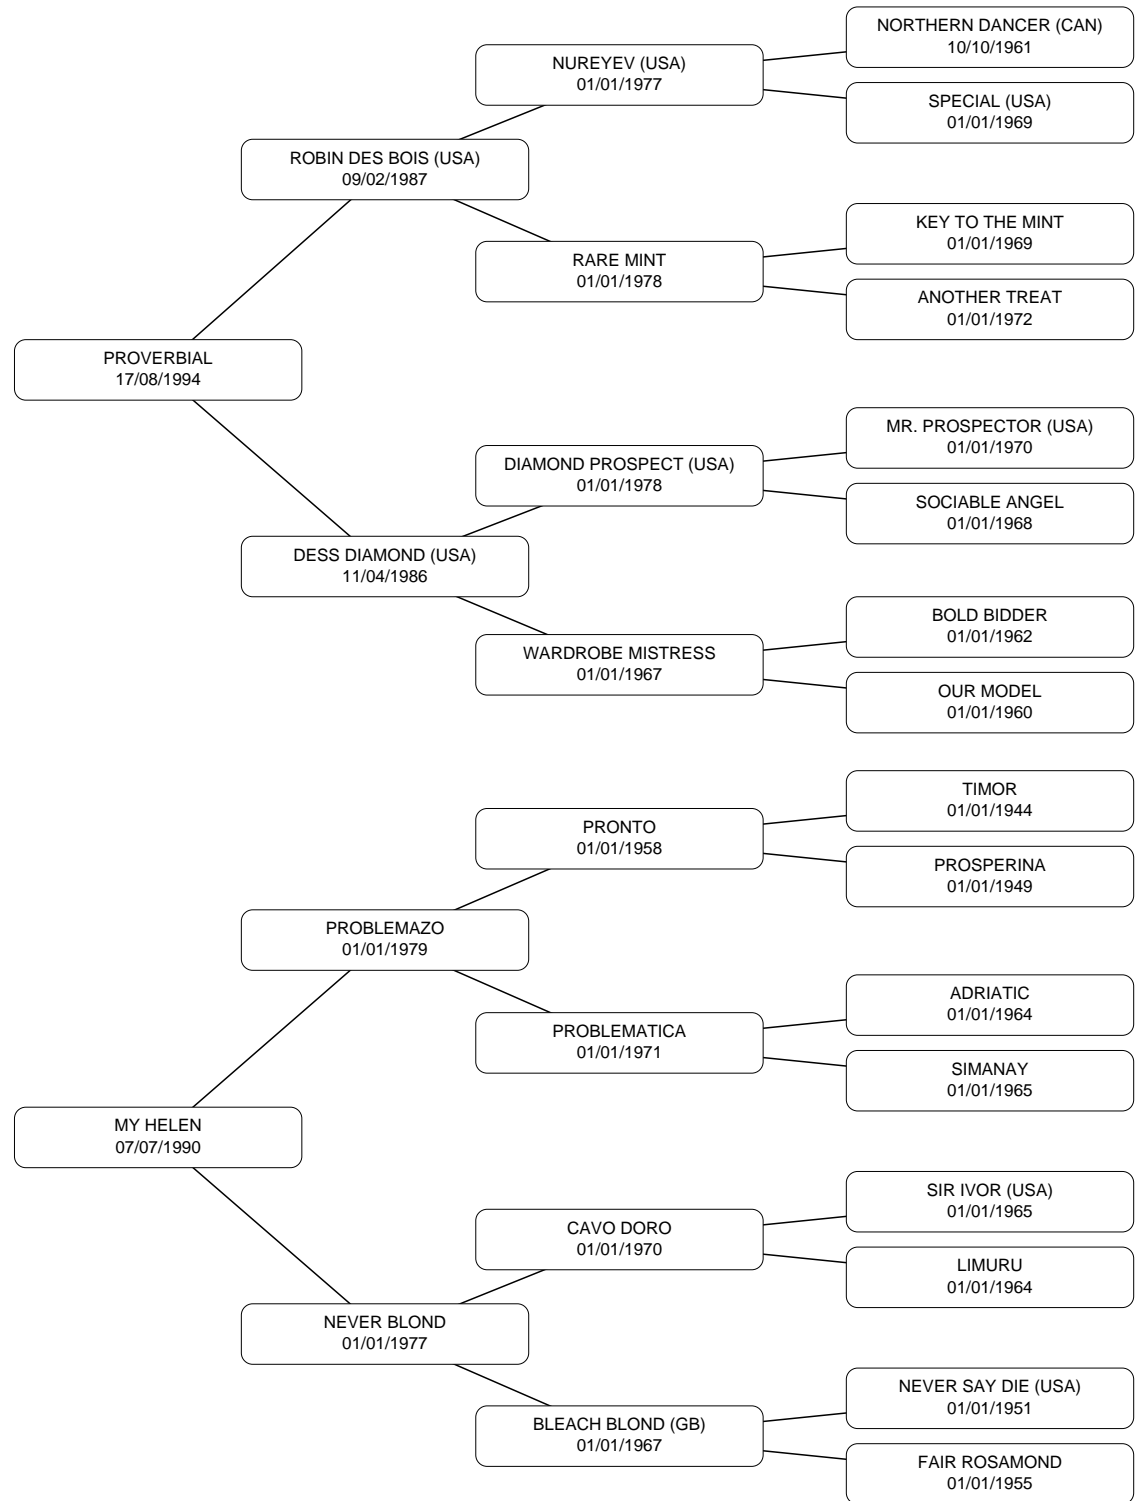 NORTHERN DANCER (CAN)
10/10/1961
NUREYEV (USA)
01/01/1977
SPECIAL (USA)
01/01/1969
ROBIN DES BOIS (USA)
09/02/1987
KEY TO THE MINT
01/01/1969
RARE MINT
01/01/1978
ANOTHER TREAT
01/01/1972
PROVERBIAL
17/08/1994
MR. PROSPECTOR (USA)
01/01/1970
DIAMOND PROSPECT (USA)
01/01/1978
SOCIABLE ANGEL
01/01/1968
DESS DIAMOND (USA)
11/04/1986
BOLD BIDDER
01/01/1962
WARDROBE MISTRESS
01/01/1967
OUR MODEL
01/01/1960
TIMOR
01/01/1944
PRONTO
01/01/1958
PROSPERINA
01/01/1949
PROBLEMAZO
01/01/1979
ADRIATIC
01/01/1964
PROBLEMATICA
01/01/1971
SIMANAY
01/01/1965
MY HELEN
07/07/1990
SIR IVOR (USA)
01/01/1965
CAVO DORO
01/01/1970
LIMURU
01/01/1964
NEVER BLOND
01/01/1977
NEVER SAY DIE (USA)
01/01/1951
BLEACH BLOND (GB)
01/01/1967
FAIR ROSAMOND
01/01/1955